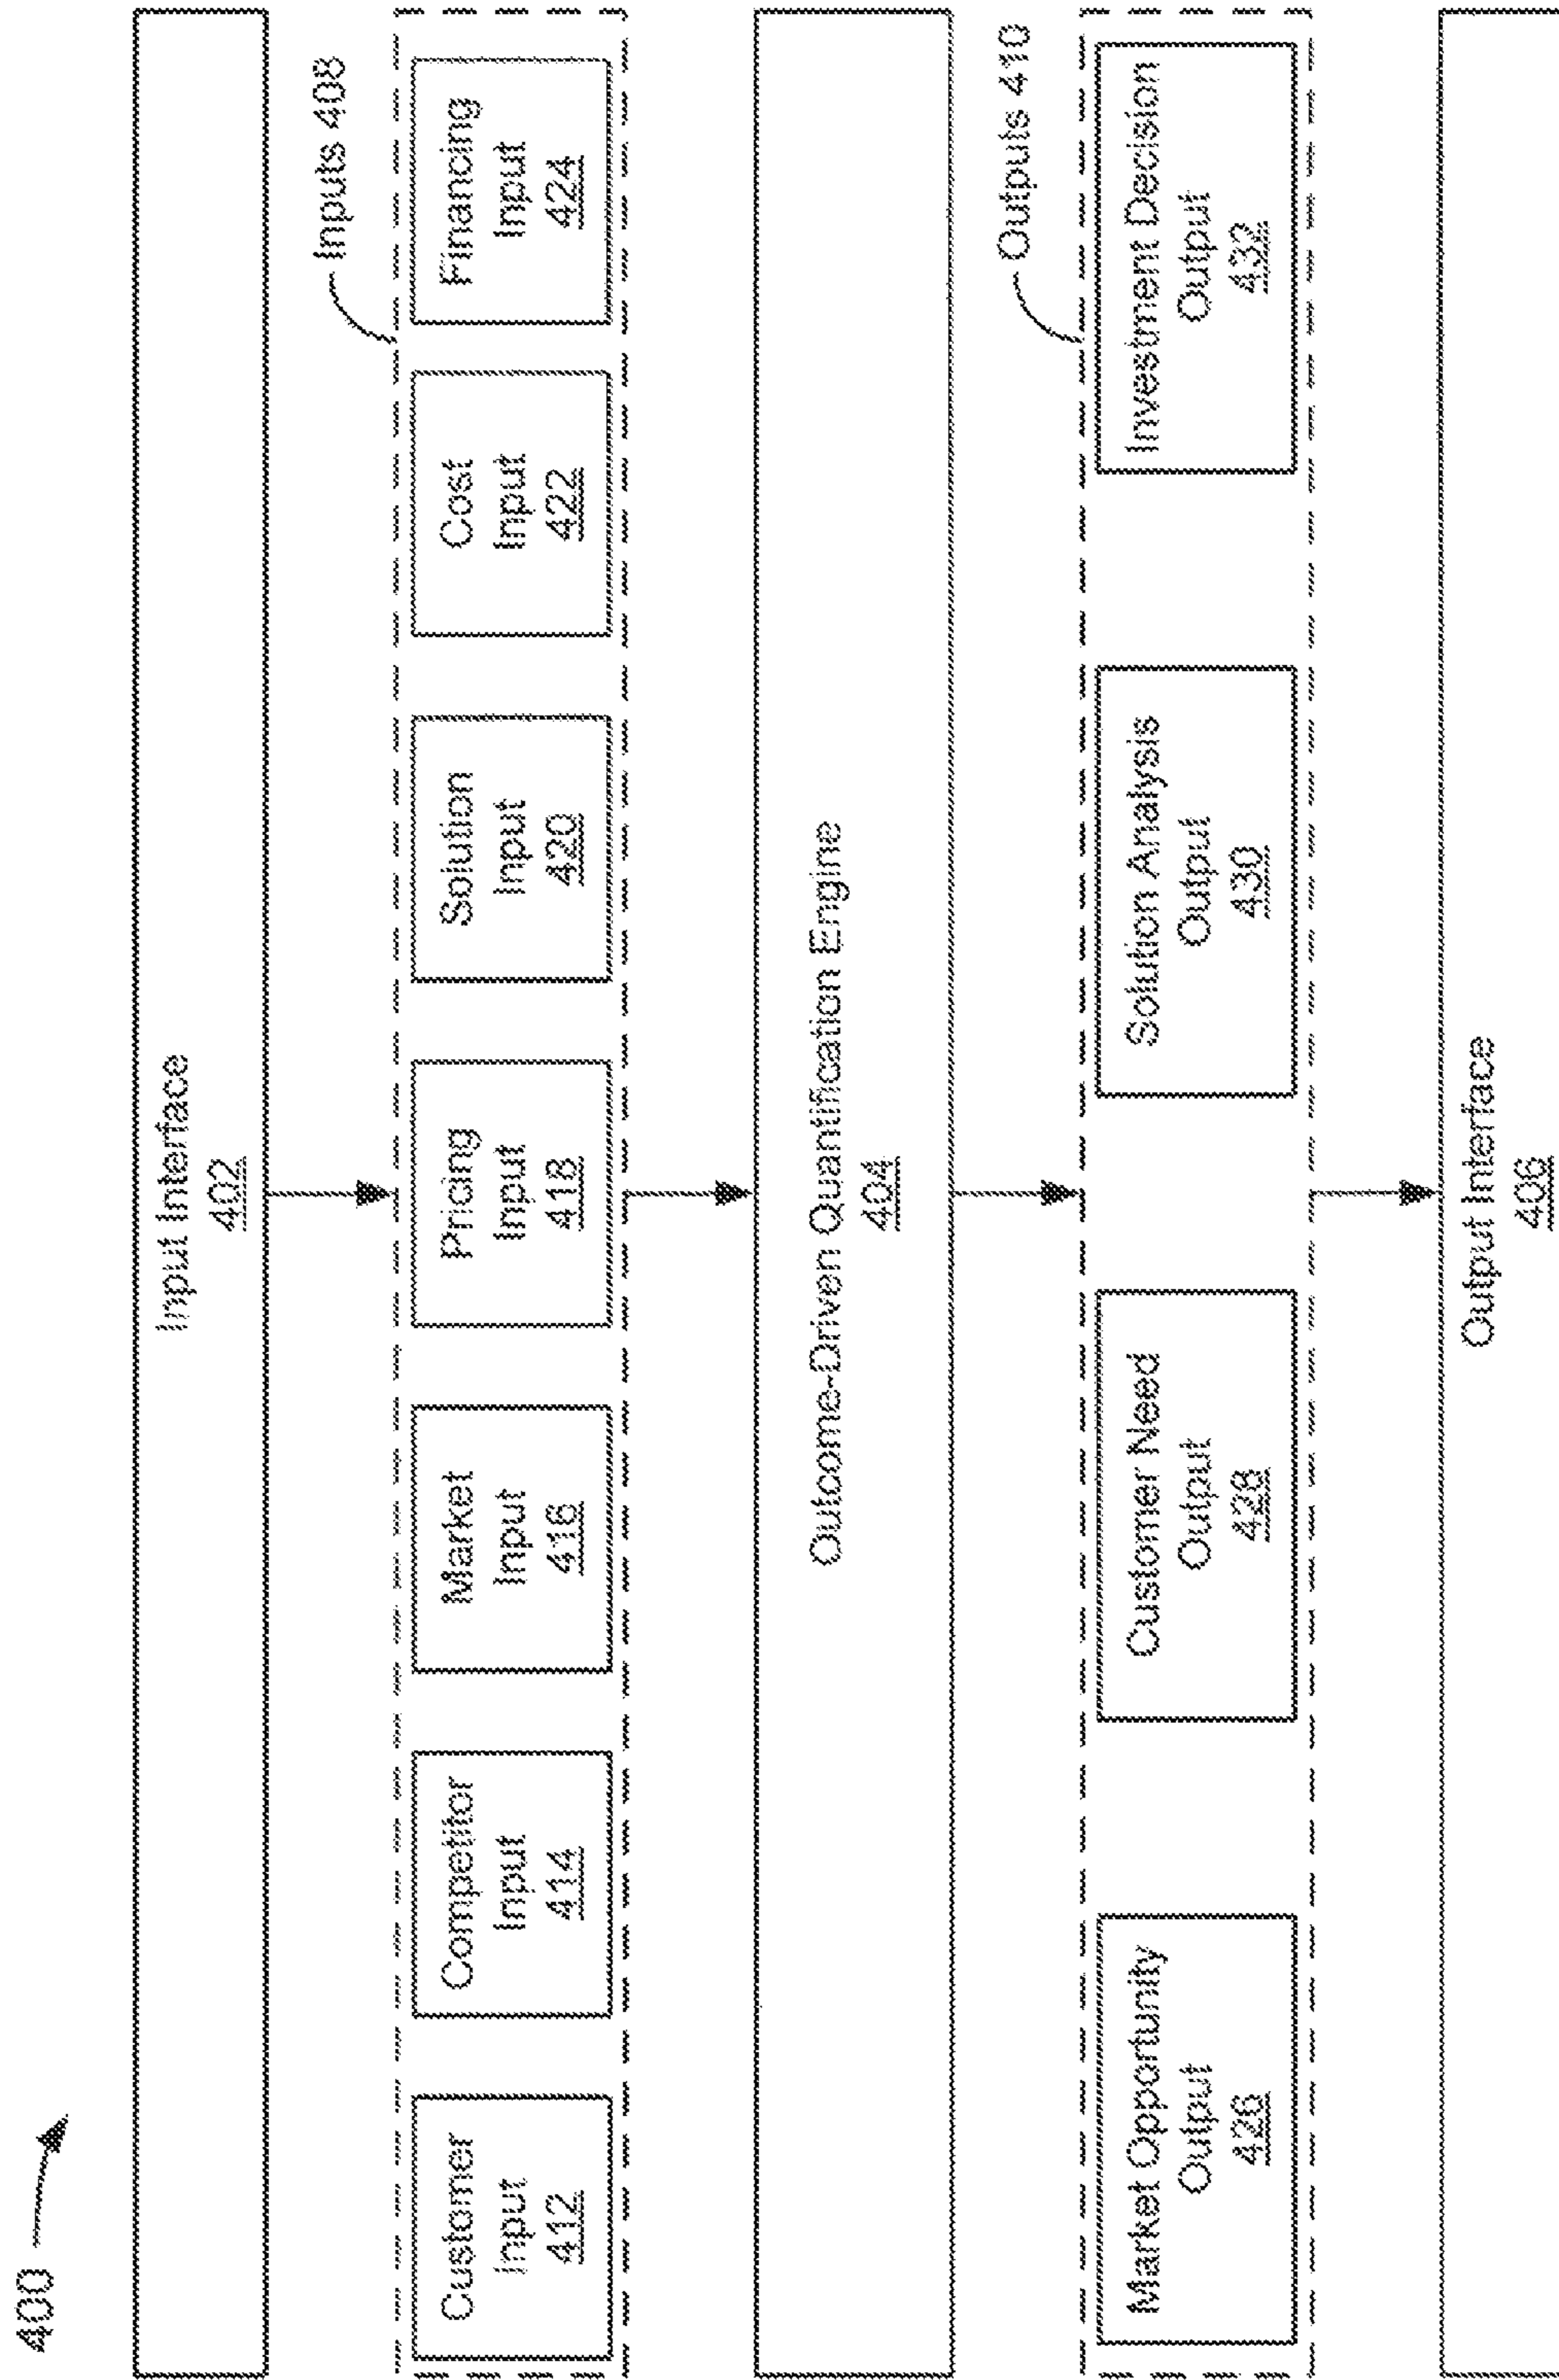 400
Input Interface
402
Inputs 408
Customer
Input
412
Competitor
Input
414
Market
Input
416
Pricing
Input
418
Solution
Input
420
Cost
Input
422
Financing
Input
424
Outcome-Driven Quantification Engine
404
Outputs 410
Market Opportunity
Output
426
Customer Need
Output
428
Solution Analysis
Output
430
Investment Decision
Output
432
Output Interface
406